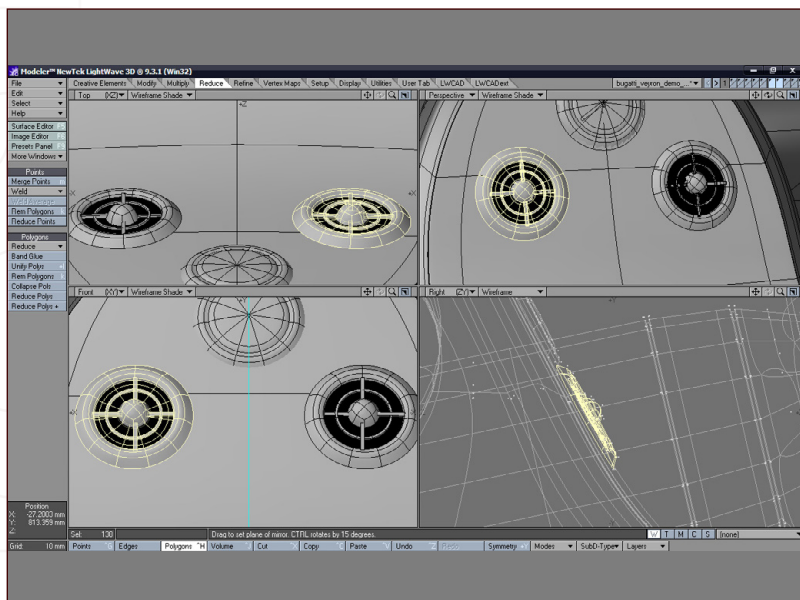 Modeler™ NewTek LightWave 3D ® 9.3.1 (Win32)
File
Creative Elements Modify Multiply Reduce Refine Vertex Maps Setup Display Utilities User Tab LWCAD LWCADext
bugatti_veyron_demo_...* 1
Edit
Top (XZ) Wireframe Shade
Perspective Wireframe Shade
Select
Help
Surface Editor
Image Editor
Presets Panel
More Windows
Points
Merge Points
Weld
Weld Average
Rem Polygons
Reduce Points
Polygons
Reduce
Band Glue
Unify Polys
Rem Polygons
Collapse Pols
Reduce Polys
Reduce Polys +
Front (XY) Wireframe Shade
Right (ZY) Wireframe
Position
X: -27.2003 mm
Y: 813.359 mm
Z:
Sel: 130
Drag to set plane of mirror. CTRL rotates by 15 degrees.
W T M C S (none)
Grid: 10 mm
Points Edges Polygons ^H Volume Cut Copy Paste Undo Redo Symmetry Modes SubD-Type Layers